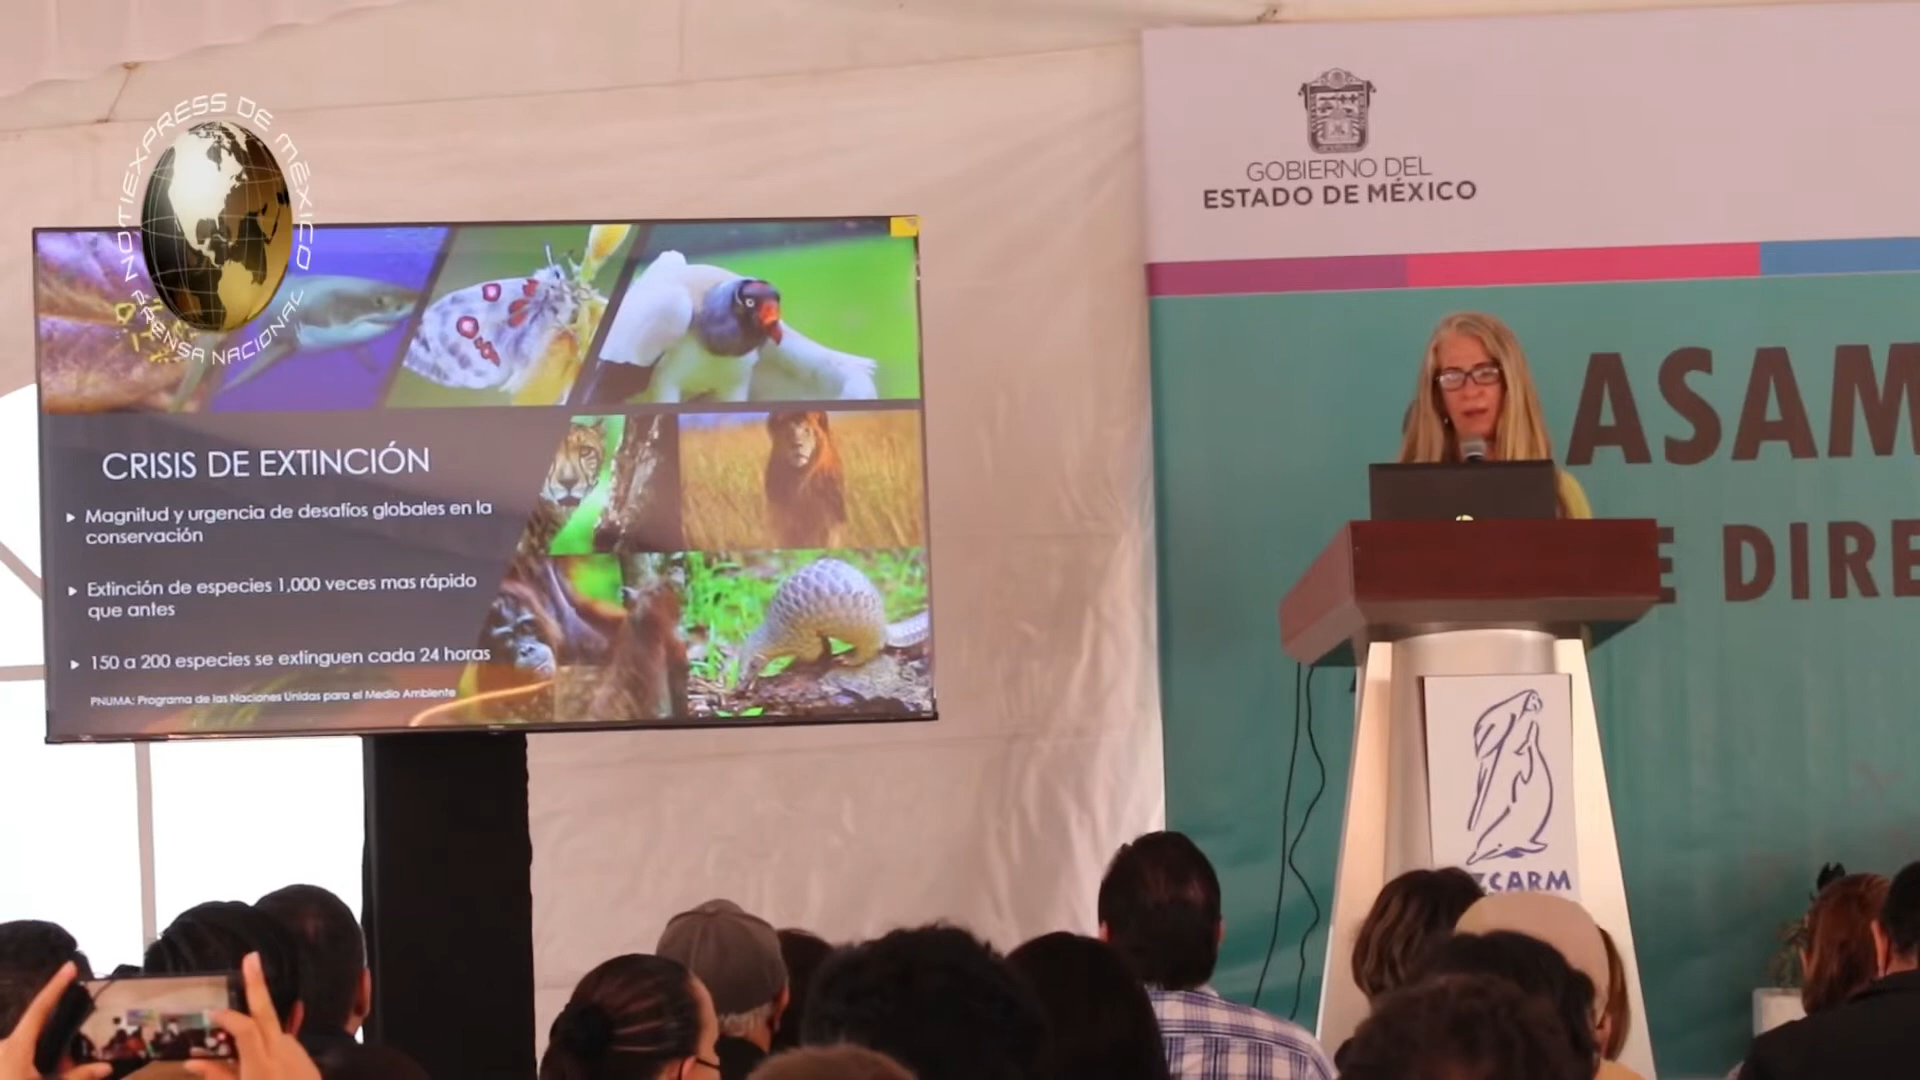 NOTIEXPRESS DE MÉXICO
PRENSA NACIONAL
CRISIS DE EXTINCIÓN
Magnitud y urgencia de desafíos globales en la
conservación
Extinción de especies 1,000 veces mas rápido
que antes
150 a 200 especies se extinguen cada 24 horas
PNUMA: Programa de las Naciones Unidas para el Medio Ambiente
GOBIERNO DEL
ESTADO DE MÉXICO
ASAM
E DIRE
ZCARM